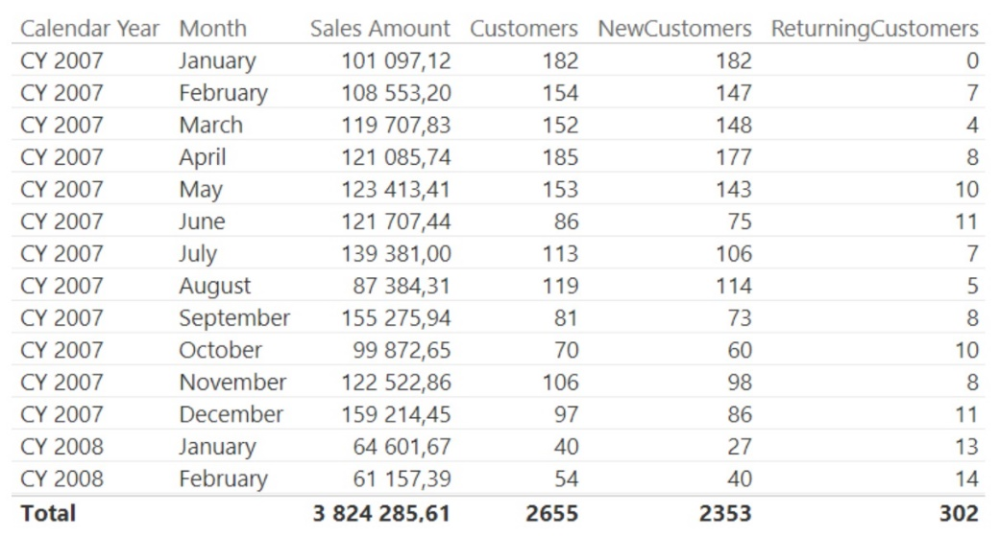 Calendar Year Month Sales Amount Customers NewCustomers ReturningCustomers
CY 2007 January 101 097,12 182 182 0
CY 2007 February 108 553,20 154 147 7
CY 2007 March 119 707,83 152 148 4
CY 2007 April 121 085,74 185 177 8
CY 2007 May 123 413,41 153 143 10
CY 2007 June 121 707,44 86 75 11
CY 2007 July 139 381,00 113 106 7
CY 2007 August 87 384,31 119 114 5
CY 2007 September 155 275,94 81 73 8
CY 2007 October 99 872,65 70 60 10
CY 2007 November 122 522,86 106 98 8
CY 2007 December 159 214,45 97 86 11
CY 2008 January 64 601,67 40 27 13
CY 2008 February 61 157,39 54 40 14
Total 3 824 285,61 2655 2353 302